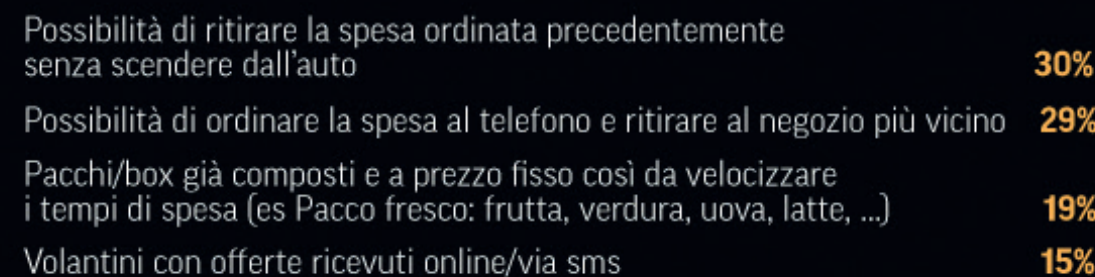 Possibilità di ritirare la spesa ordinata precedentemente
senza scendere dall'auto 30%
Possibilità di ordinare la spesa al telefono e ritirare al negozio più vicino 29%
Pacchi/box già composti e a prezzo fisso così da velocizzare
i tempi di spesa (es Pacco fresco: frutta, verdura, uova, latte, ...) 19%
Volantini con offerte ricevuti online/via sms 15%